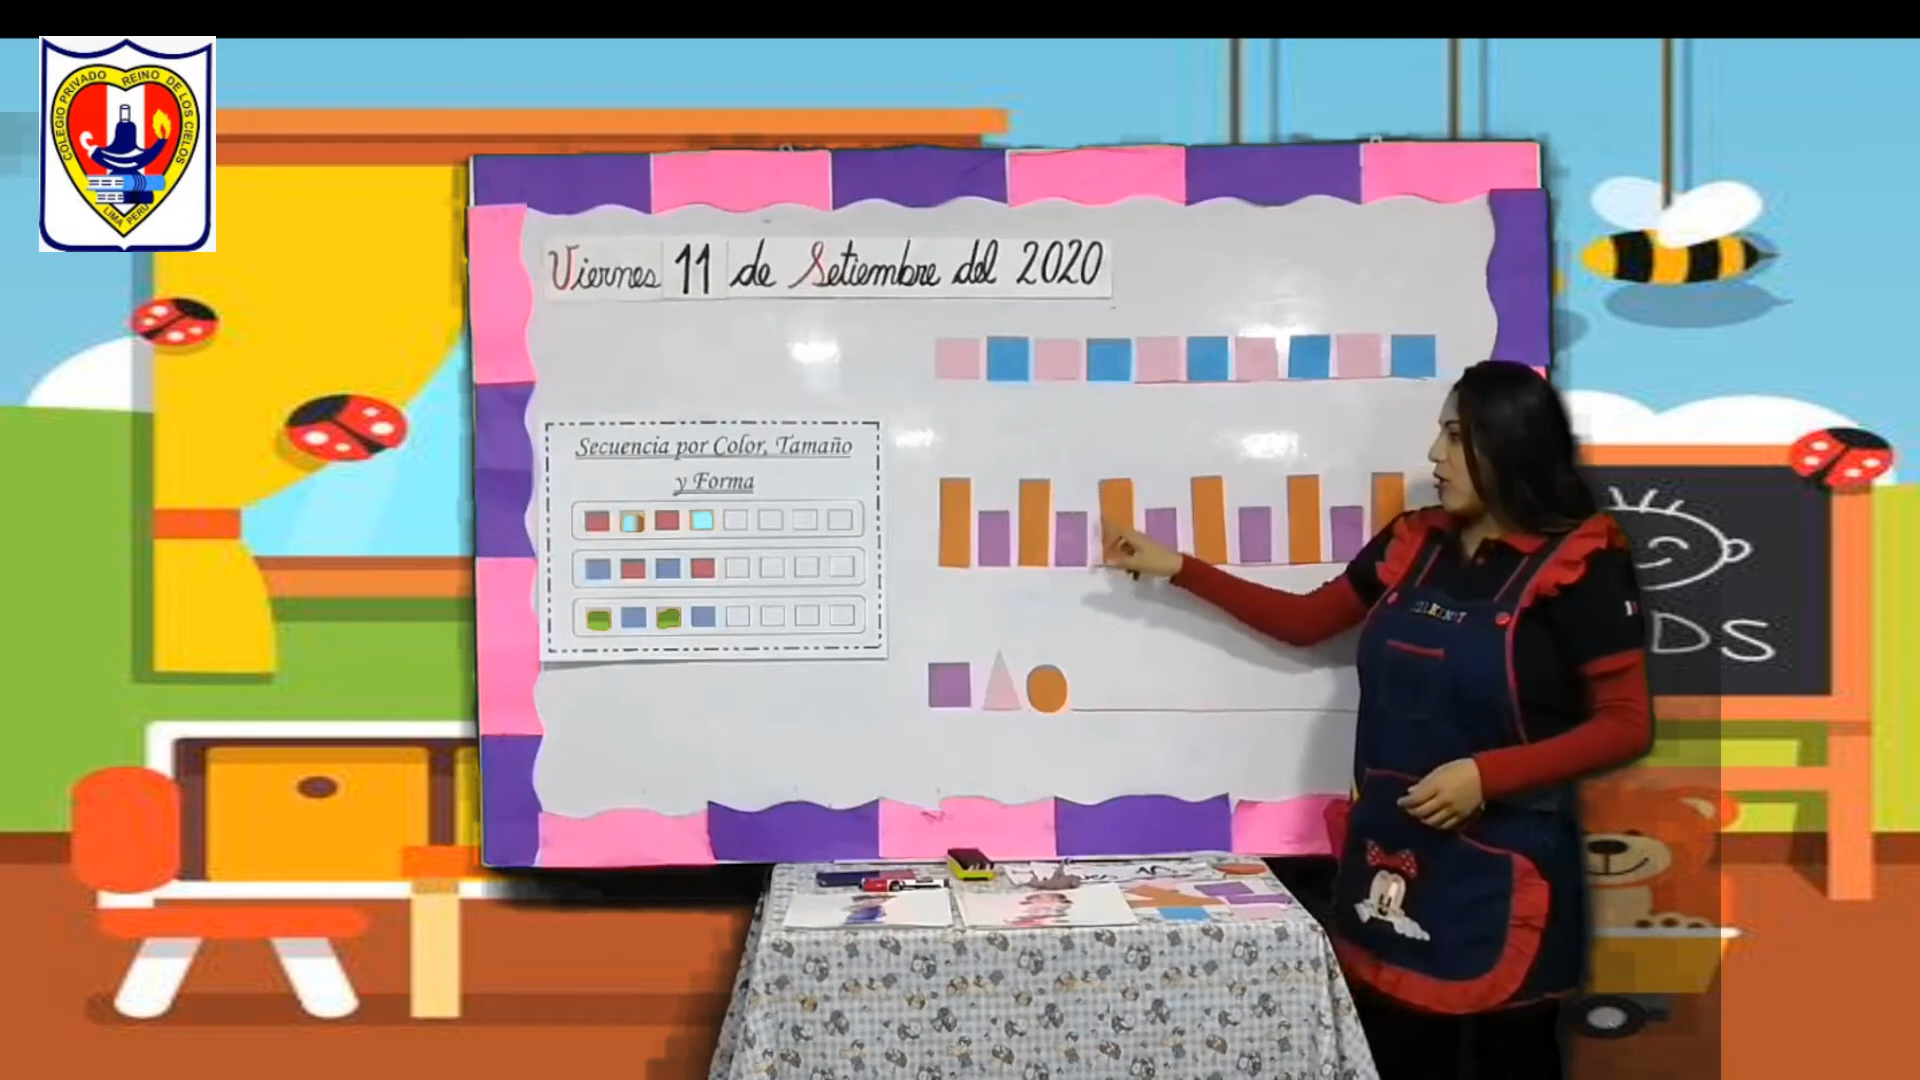 COLEGIO PRIVADO REINO DE LOS CIELOS
LIMA PERÚ
Viernes 11 de Setiembre del 2020
Secuencia por Color, Tamaño
y Forma
DS